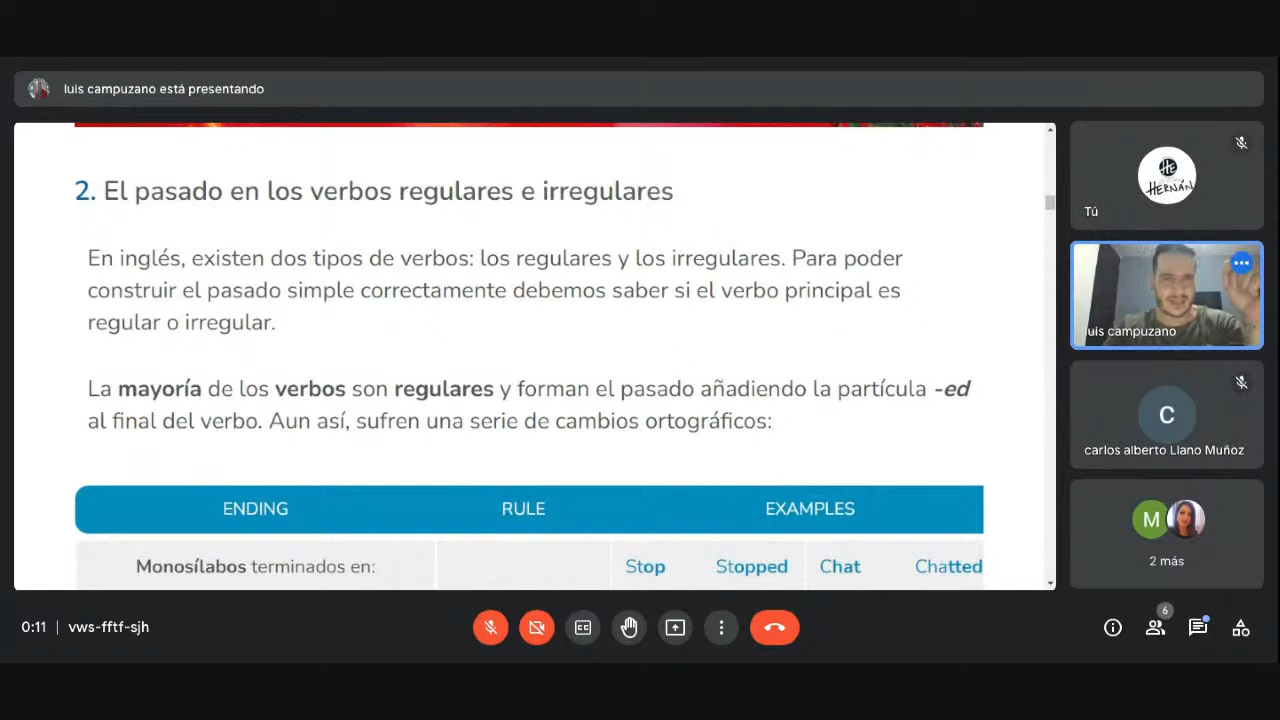 luis campuzano está presentando
2. El pasado en los verbos regulares e irregulares
En inglés, existen dos tipos de verbos: los regulares y los irregulares. Para poder
construir el pasado simple correctamente debemos saber si el verbo principal es
regular o irregular.
La mayoría de los verbos son regulares y forman el pasado añadiendo la partícula -ed
al final del verbo. Aun así, sufren una serie de cambios ortográficos:
ENDING RULE EXAMPLES
Monosílabos terminados en: Stop Stopped Chat Chatted
HE
HERNÁN
Tú
luis campuzano
C
carlos alberto Llano Muñoz
M
2 más
0:11 | vws-fftf-sjh
6